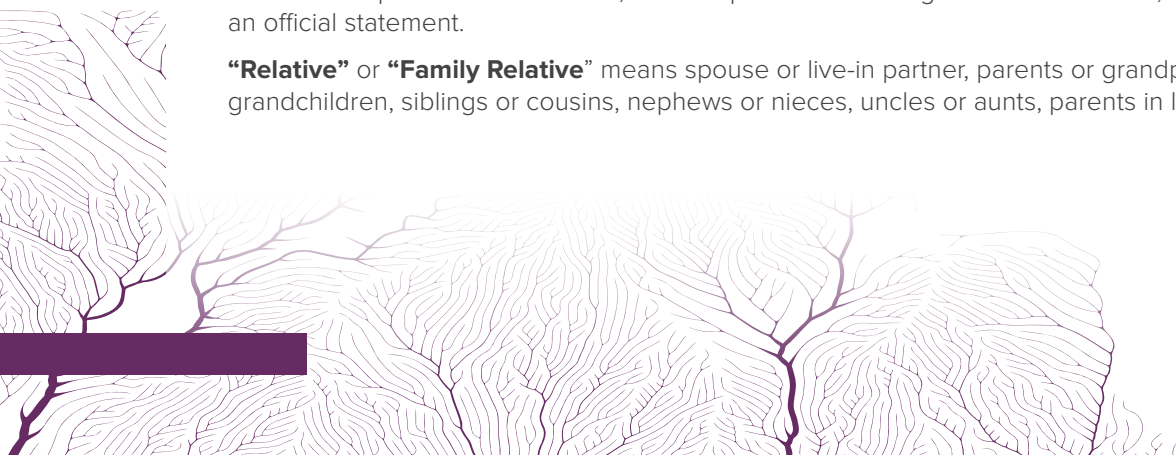 an official statement.
“Relative” or “Family Relative” means spouse or live-in partner, parents or
grandchildren, siblings or cousins, nephews or nieces, uncles or aunts, parents in